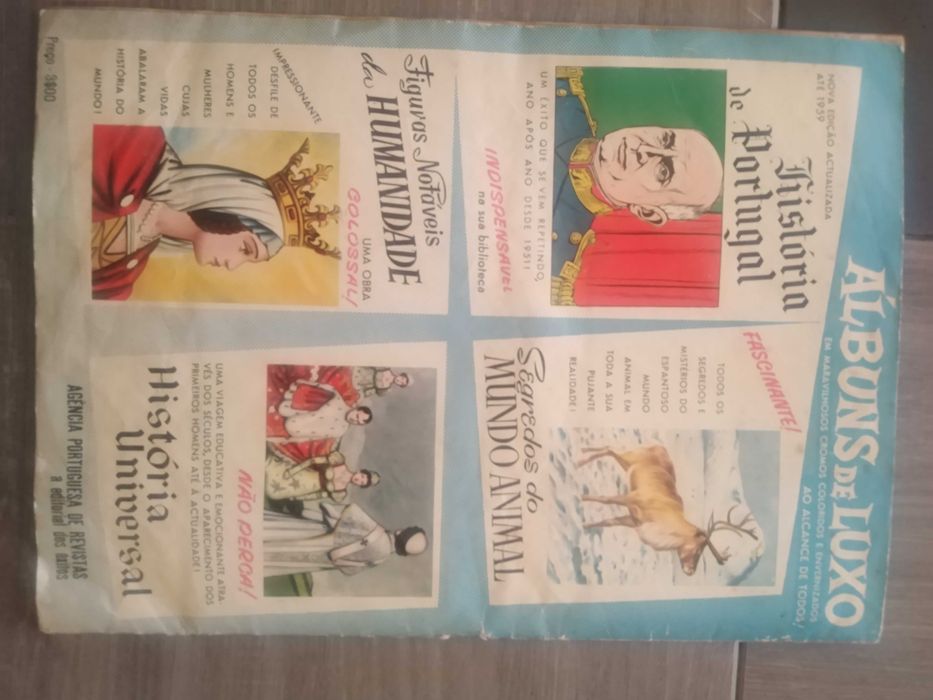 ÁLBUNS DE LUXO
EM MARAVILHOSOS CROMOS COLORIDOS E ENVERNIZADOS
AO ALCANCE DE TODOS!
NOVA EDIÇÃO ACTUALIZADA
ATÉ 1959
História
de Portugal
UM ÊXITO QUE SE VEM REPETINDO,
ANO APÓS ANO DESDE 1951!
INDISPENSÁVEL
na sua biblioteca
FASCINANTE!
TODOS OS
SEGREDOS E
MISTÉRIOS DO
ESPANTOSO
MUNDO
ANIMAL EM
TODA A SUA
PUJANTE
REALIDADE!
Segredos do
MUNDO ANIMAL
Figuras Notáveis
da HUMANIDADE
UMA OBRA
COLOSSAL!
IMPRESSIONANTE
DESFILE DE
TODOS OS
HOMENS E
MULHERES
CUJAS
VIDAS
ABALARAM A
HISTÓRIA DO
MUNDO!
NÃO PERCA!
UMA VIAGEM EDUCATIVA E EMOCIONANTE ATRA-
VÉS DOS SÉCULOS, DESDE O APARECIMENTO DOS
PRIMEIROS HOMENS ATÉ À ACTUALIDADE!
História
Universal
Preço - 3$00
AGÊNCIA PORTUGUESA DE REVISTAS
a editorial dos êxitos